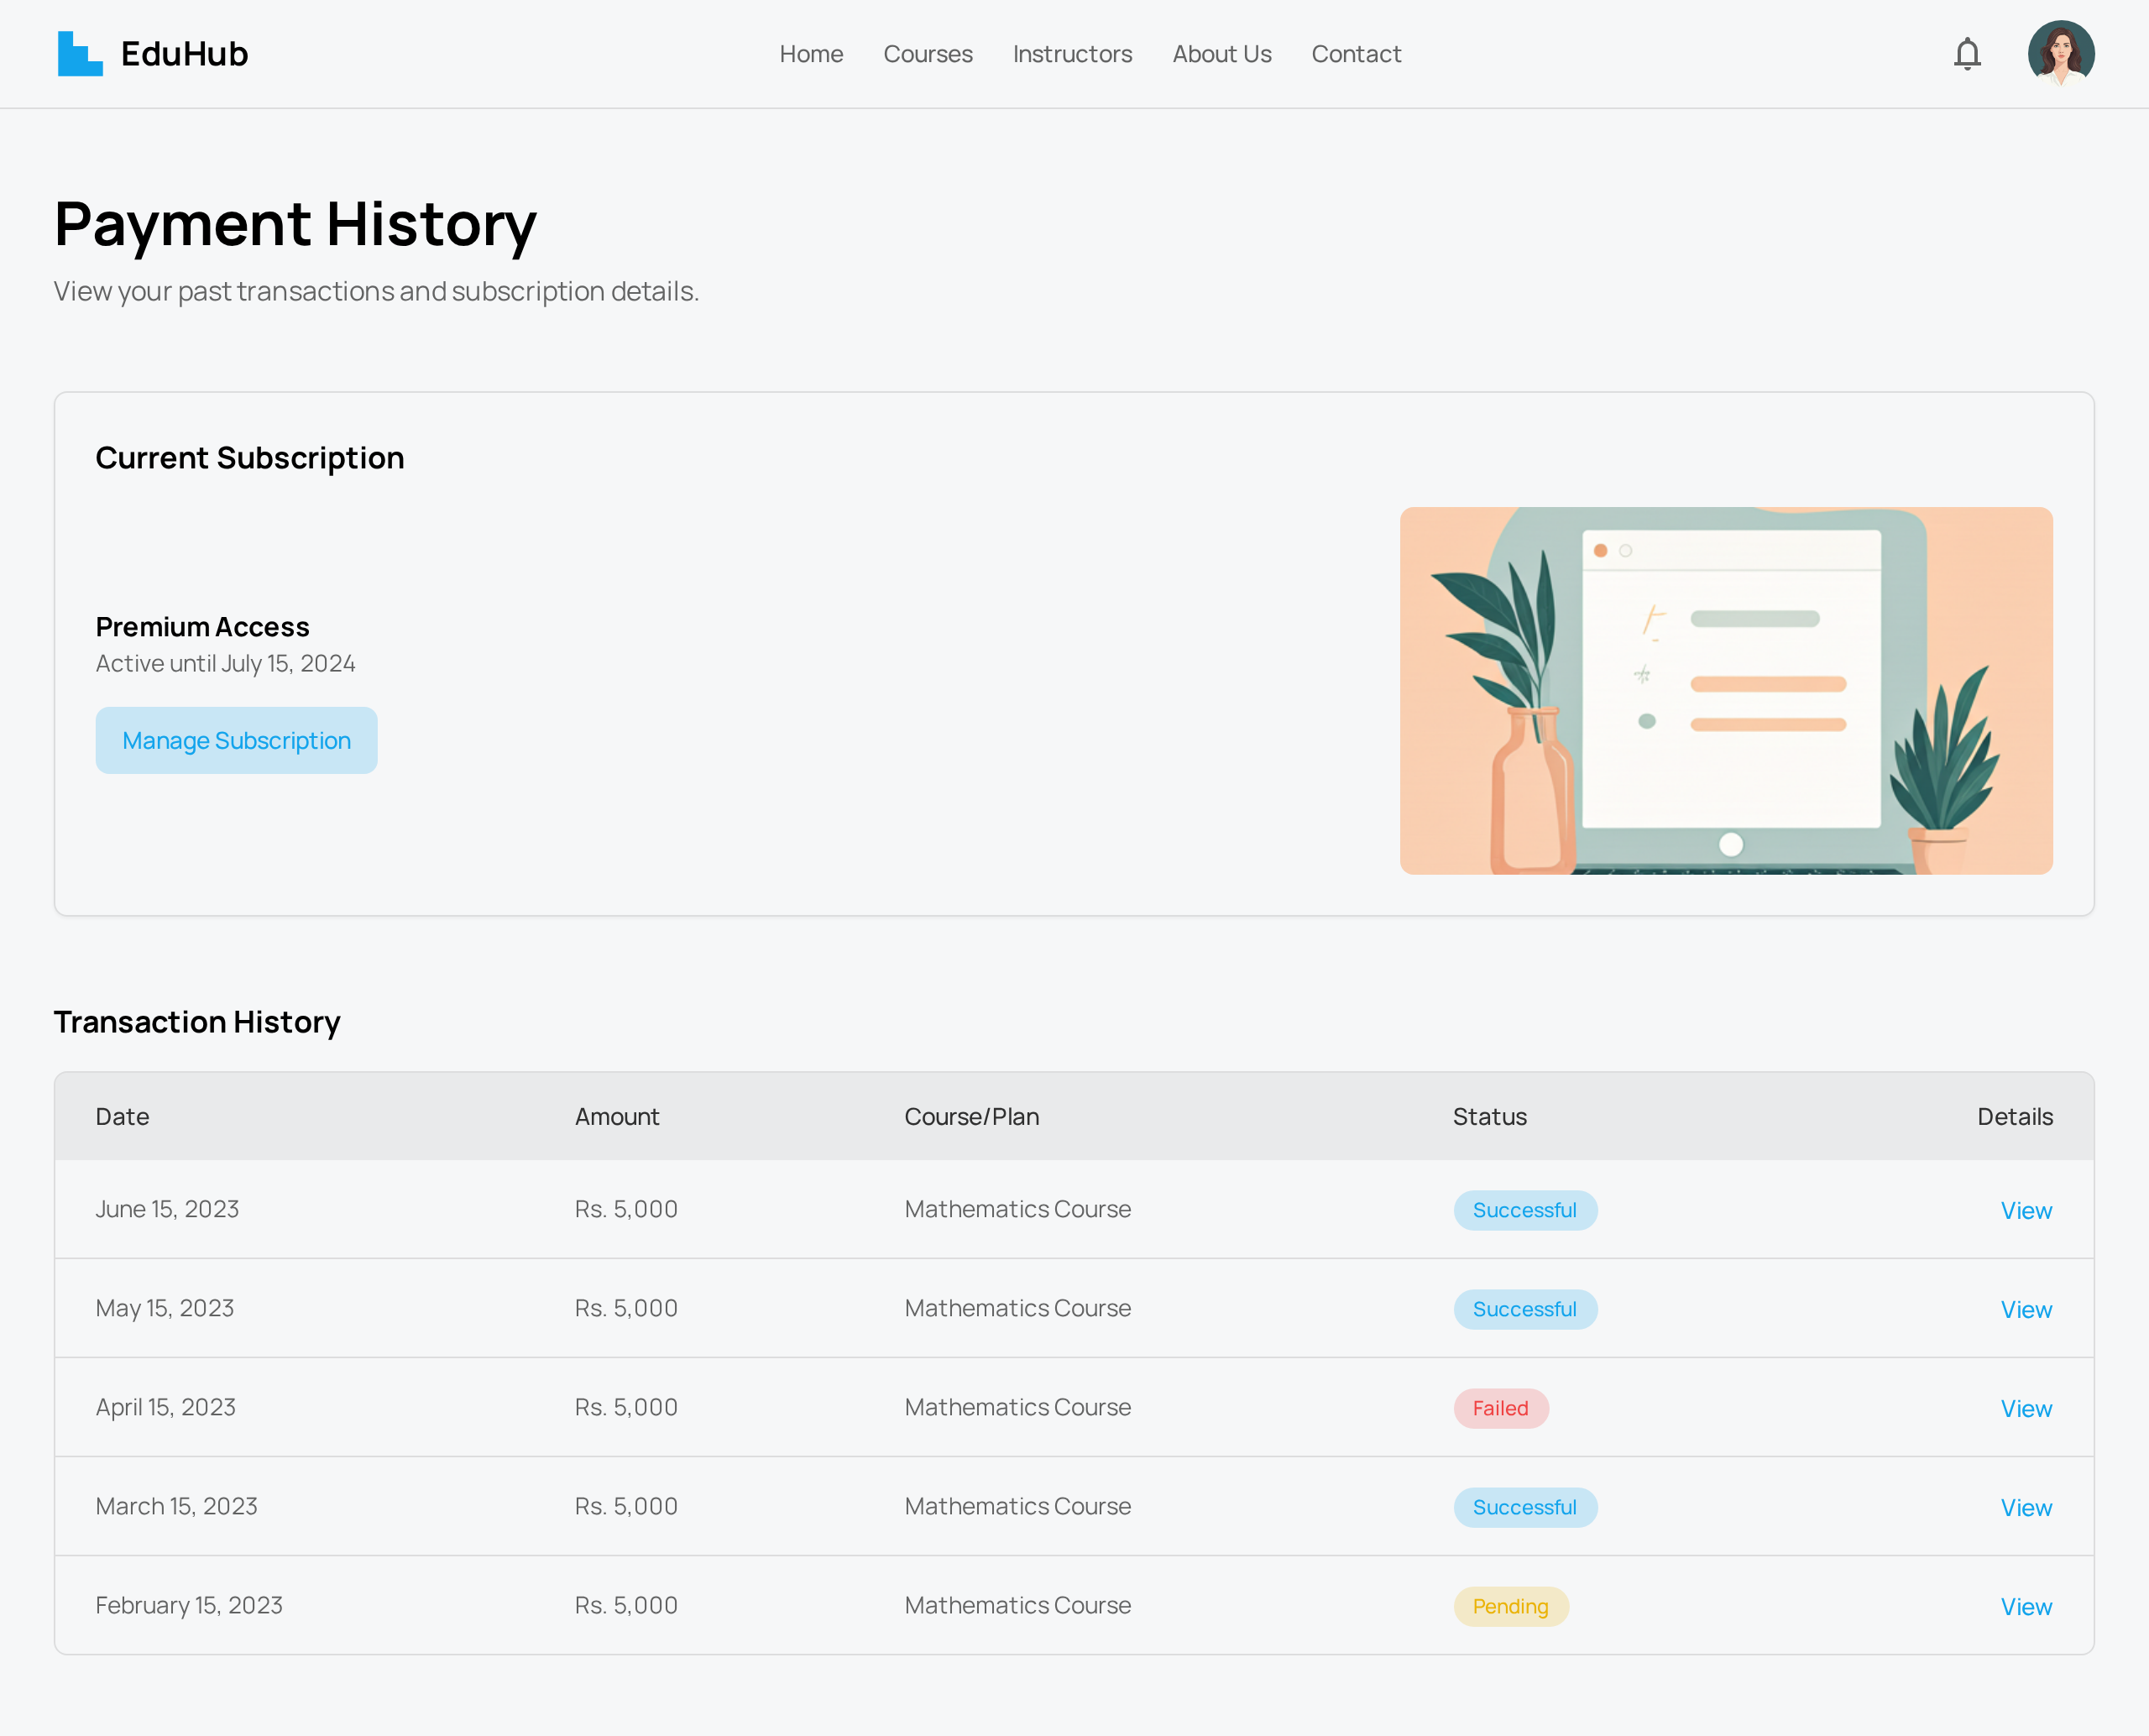 EduHub
Home Courses Instructors About Us Contact
Payment History
View your past transactions and subscription details.
Current Subscription
Premium Access
Active until July 15, 2024
Manage Subscription
Transaction History
Date Amount Course/Plan Status Details
June 15, 2023 Rs. 5,000 Mathematics Course Successful View
May 15, 2023 Rs. 5,000 Mathematics Course Successful View
April 15, 2023 Rs. 5,000 Mathematics Course Failed View
March 15, 2023 Rs. 5,000 Mathematics Course Successful View
February 15, 2023 Rs. 5,000 Mathematics Course Pending View